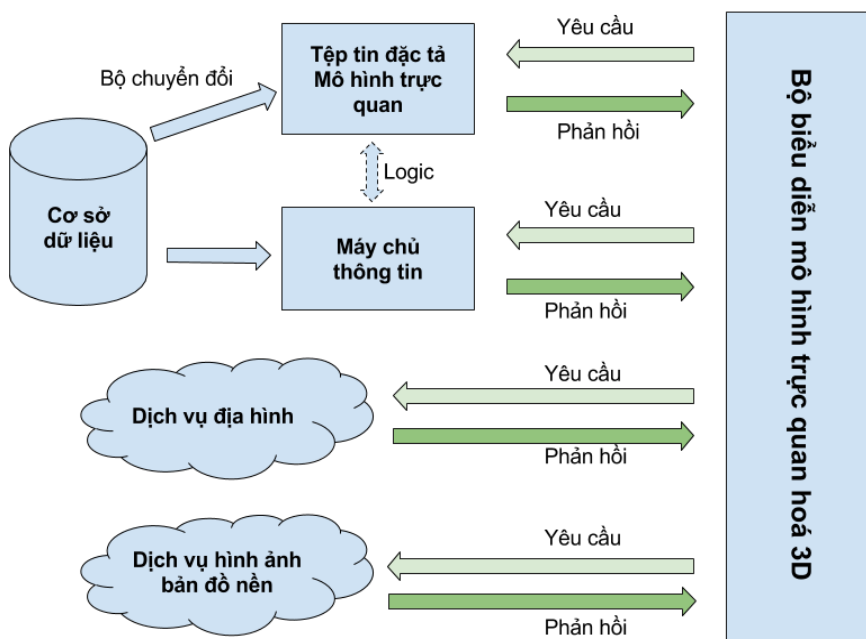 Yêu cầu
Tệp tin đặc tả
Mô hình trực
quan
Bộ chuyển đổi
Phản hồi
Logic
Cơ sở
dữ liệu
Yêu cầu
Máy chủ
thông tin
Phản hồi
Bộ biểu diễn mô hình trực quan hoá 3D
Yêu cầu
Dịch vụ địa hình
Phản hồi
Yêu cầu
Dịch vụ hình ảnh
bản đồ nền
Phản hồi